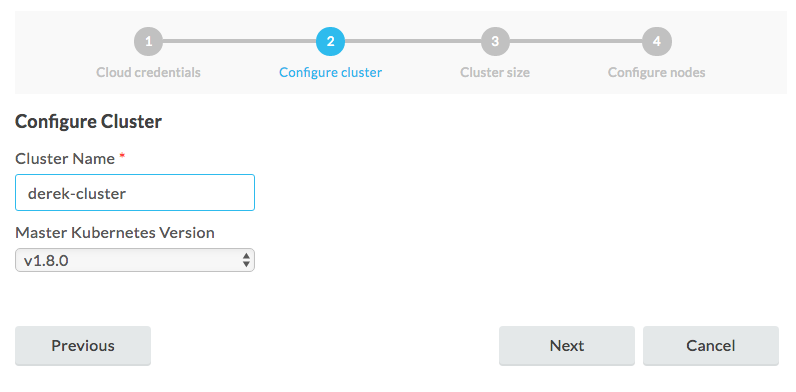 1 2 3 4
Cloud credentials Configure cluster Cluster size Configure nodes
Configure Cluster
Cluster Name *
derek-cluster
Master Kubernetes Version
v1.8.0
Previous Next Cancel